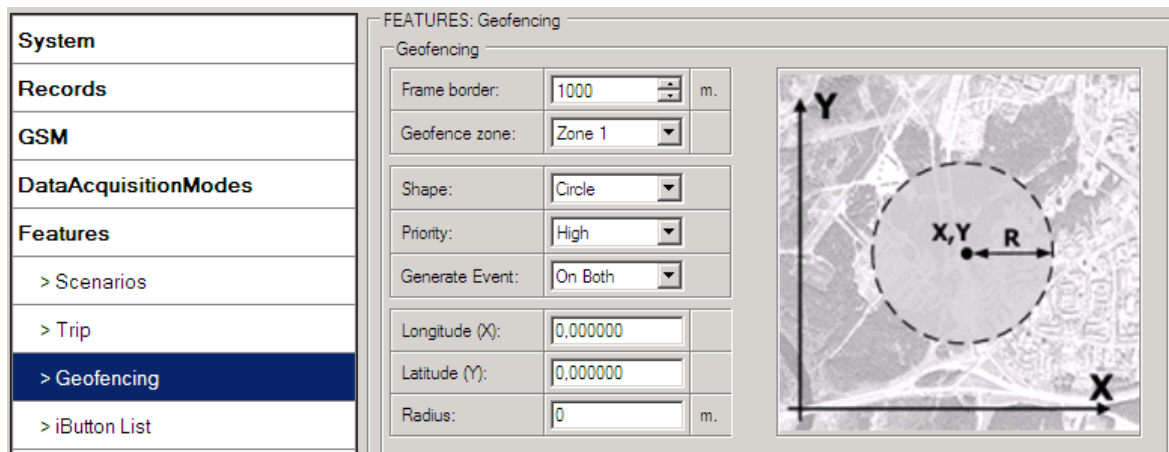 System
Records
GSM
DataAcquisitionModes
Features
> Scenarios
> Trip
> Geofencing
> iButton List
FEATURES: Geofencing
Geofencing
Frame border: 1000 m.
Geofence zone: Zone 1
Shape: Circle
Priority: High
Generate Event: On Both
Longitude (X): 0,000000
Latitude (Y): 0,000000
Radius: 0 m.
Y
X,Y R
X